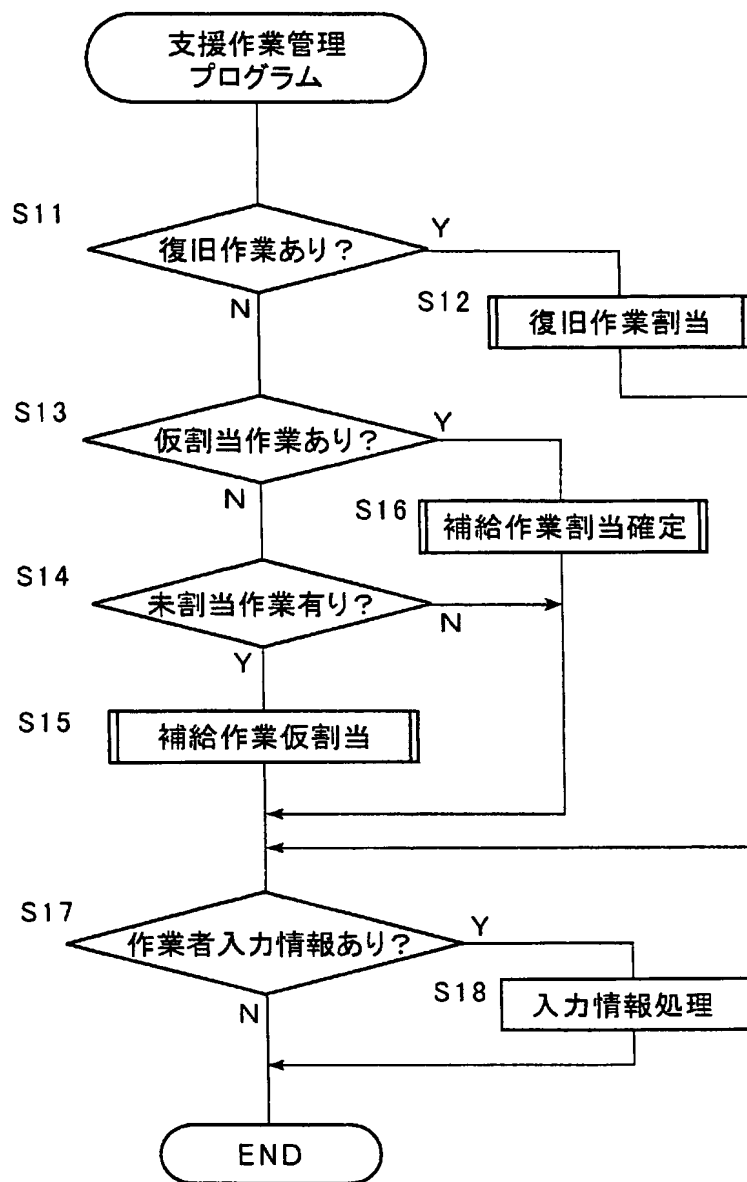 支援作業管理
プログラム
S11
復旧作業あり?
Y
N
S12
復旧作業割当
S13
仮割当作業あり?
Y
N
S16
補給作業割当確定
S14
未割当作業有り?
N
Y
S15
補給作業仮割当
S17
作業者入力情報あり?
Y
N
S18
入力情報処理
END